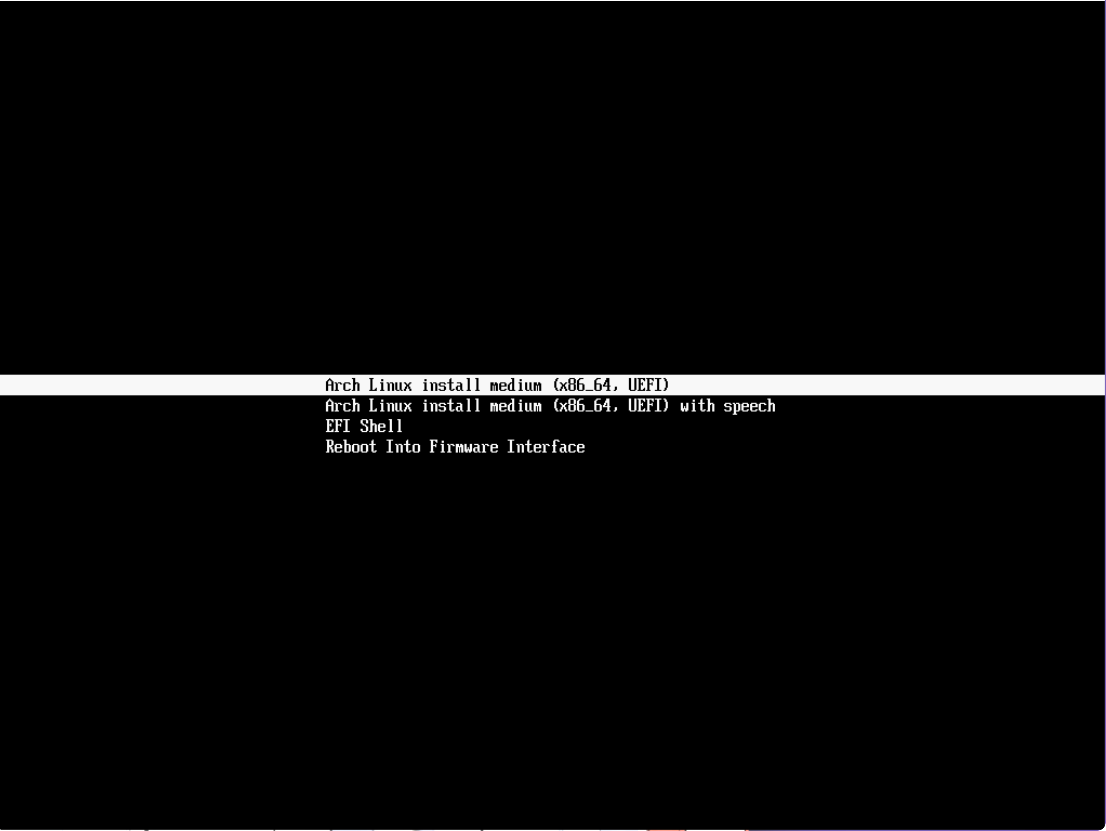 Arch Linux install medium (x86_64, UEFI)
Arch Linux install medium (x86_64, UEFI) with speech
EFI Shell
Reboot Into Firmware Interface